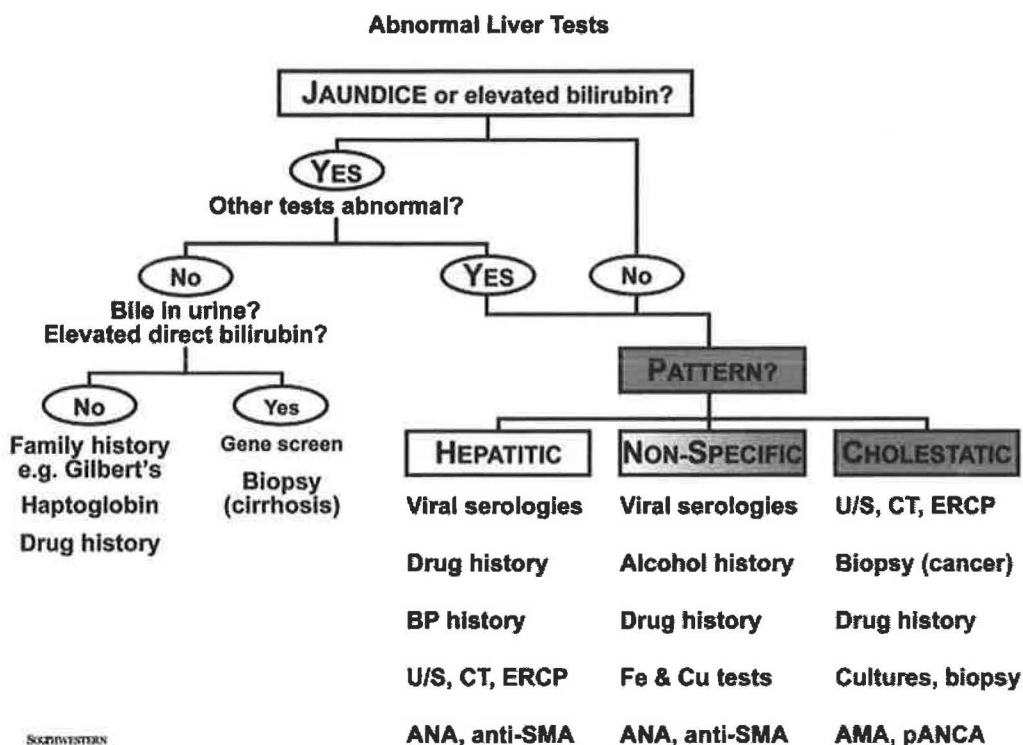 Abnormal Liver Tests
JAUNDICE or elevated bilirubin?
YES
Other tests abnormal?
No
YES
No
Bile in urine?
Elevated direct bilirubin?
PATTERN?
No
Yes
Family history
e.g. Gilbert's
Haptoglobin
Drug history
Gene screen
Biopsy
(cirrhosis)
HEPATITIC
NON-SPECIFIC
CHOLESTATIC
Viral serologies
Viral serologies
U/S, CT, ERCP
Drug history
Alcohol history
Biopsy (cancer)
BP history
Drug history
Drug history
U/S, CT, ERCP
Fe & Cu tests
Cultures, biopsy
ANA, anti-SMA
ANA, anti-SMA
AMA, pANCA
SOUTHWESTERN